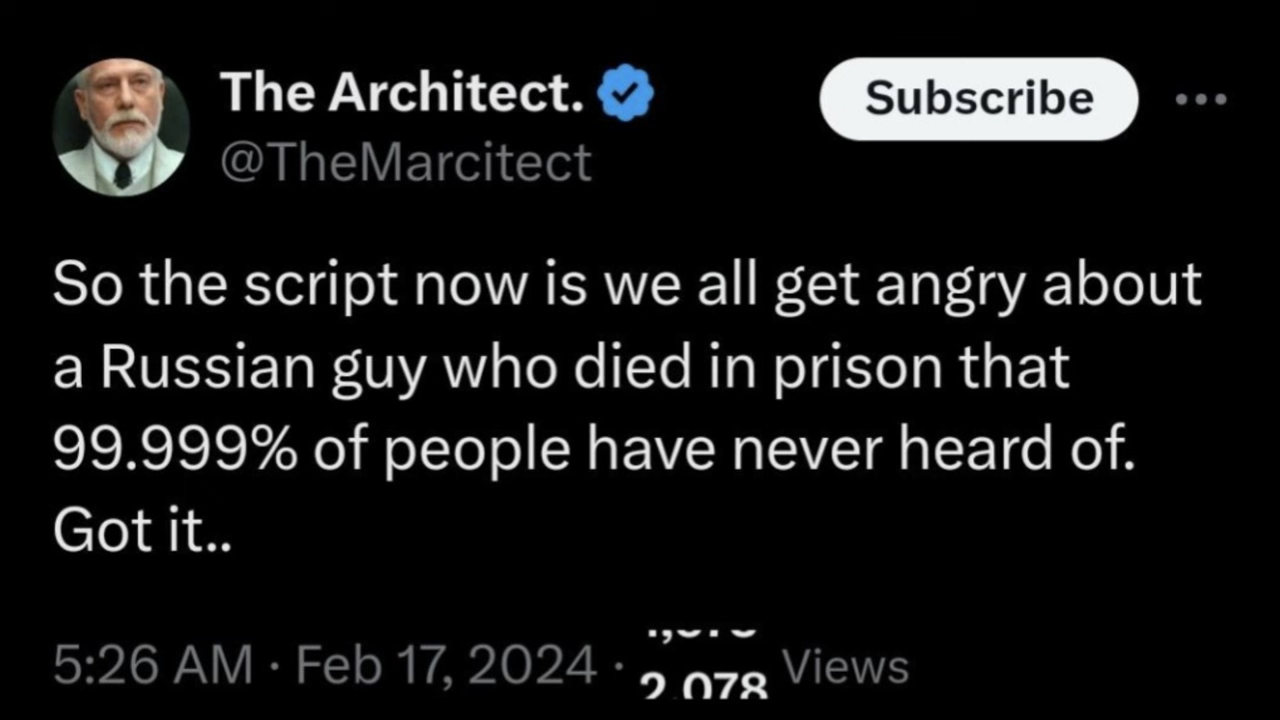 The Architect.
Subscribe
@TheMarcitect
So the script now is we all get angry about
a Russian guy who died in prison that
99.999% of people have never heard of.
Got it..
5:26 AM · Feb 17, 2024 · 2,078 Views